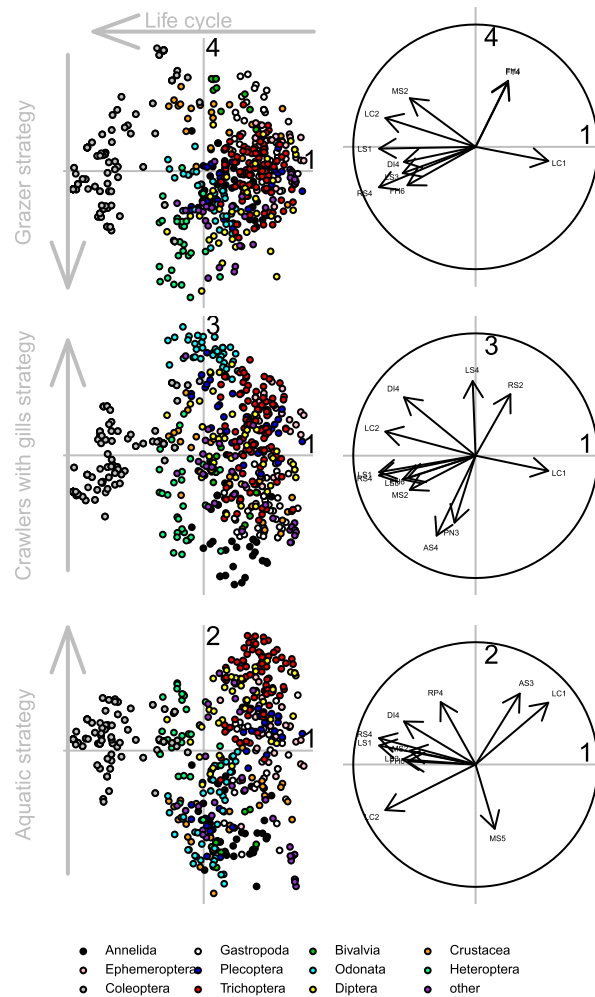 Life cycle
Grazer strategy
4
1
4
1
MS2
LC2
LS1
DI4
RS4
LC1
Crawlers with gills strategy
3
1
3
1
LS4
RS2
DI4
LC2
LS1
RS4
MS2
PN3
AS4
LC1
Aquatic strategy
2
1
2
1
AS3
RP4
LC1
DI4
RS4
LS1
LC2
MS5
Annelida Gastropoda Bivalvia Crustacea
Ephemeroptera Plecoptera Odonata Heteroptera
Coleoptera Trichoptera Diptera other